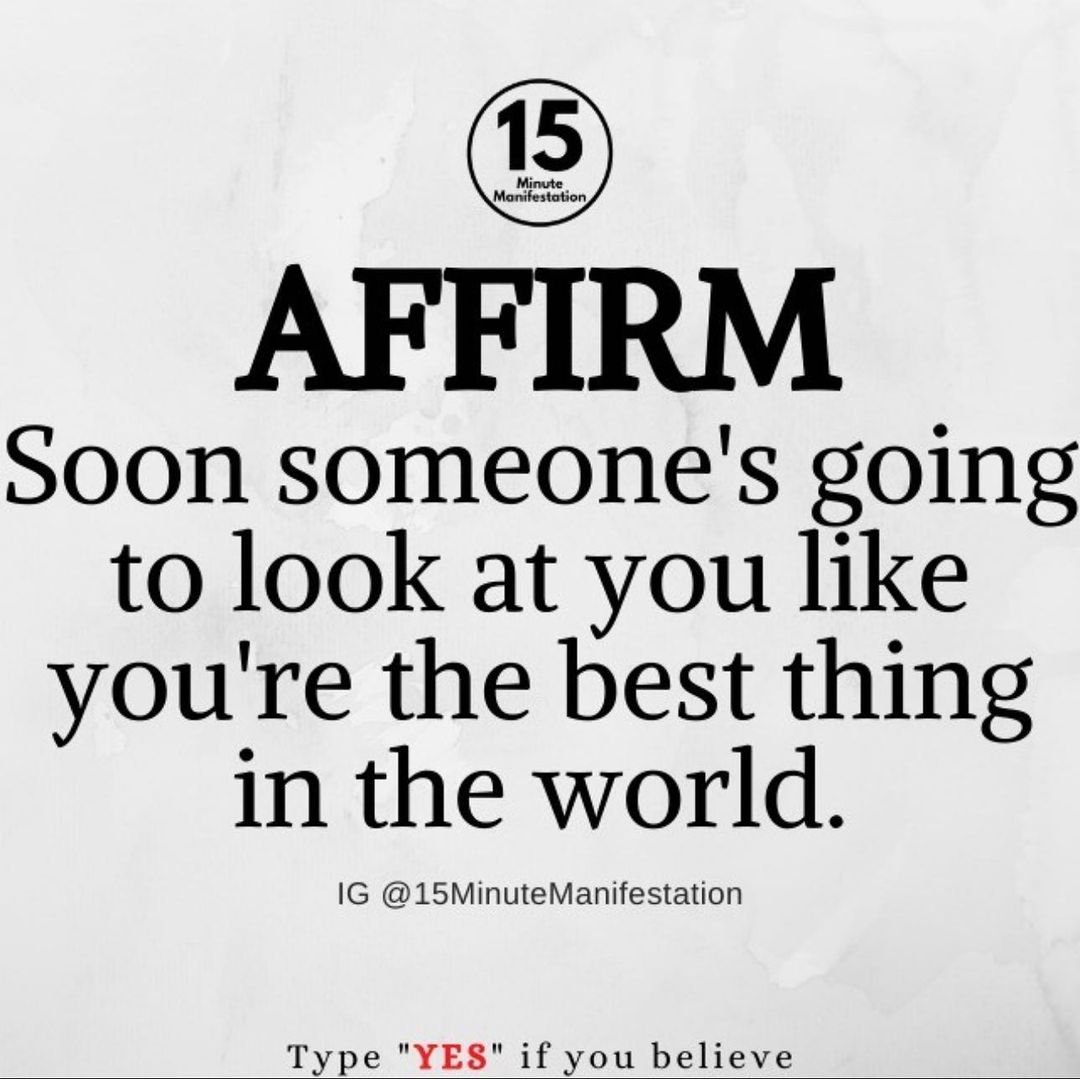 15
Minute
Manifestation
AFFIRM
Soon someone's going
to look at you like
you're the best thing
in the world.
IG @15MinuteManifestation
Type "YES" if you believe